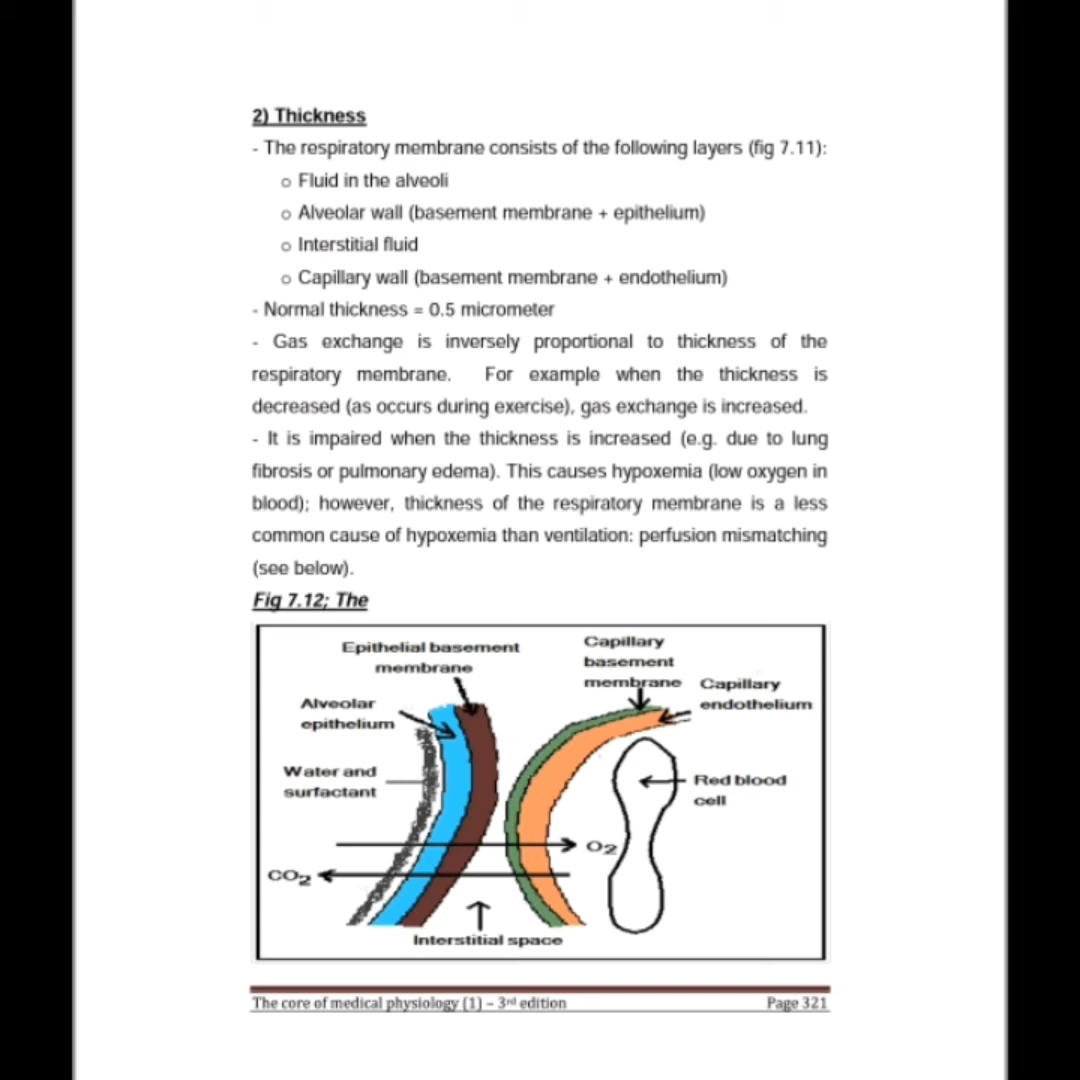 2) Thickness
- The respiratory membrane consists of the following layers (fig 7.11):
o Fluid in the alveoli
o Alveolar wall (basement membrane + epithelium)
o Interstitial fluid
o Capillary wall (basement membrane + endothelium)
- Normal thickness = 0.5 micrometer
- Gas exchange is inversely proportional to thickness of the
respiratory membrane. For example when the thickness is
decreased (as occurs during exercise), gas exchange is increased.
- It is impaired when the thickness is increased (e.g. due to lung
fibrosis or pulmonary edema). This causes hypoxemia (low oxygen in
blood); however, thickness of the respiratory membrane is a less
common cause of hypoxemia than ventilation: perfusion mismatching
(see below).
Fig 7.12; The
Epithelial basement
membrane
Capillary
basement
membrane
Capillary
endothelium
Alveolar
epithelium
Water and
surfactant
Red blood
cell
O2
CO2
Interstitial space
The core of medical physiology (1) – 3rd edition Page 321